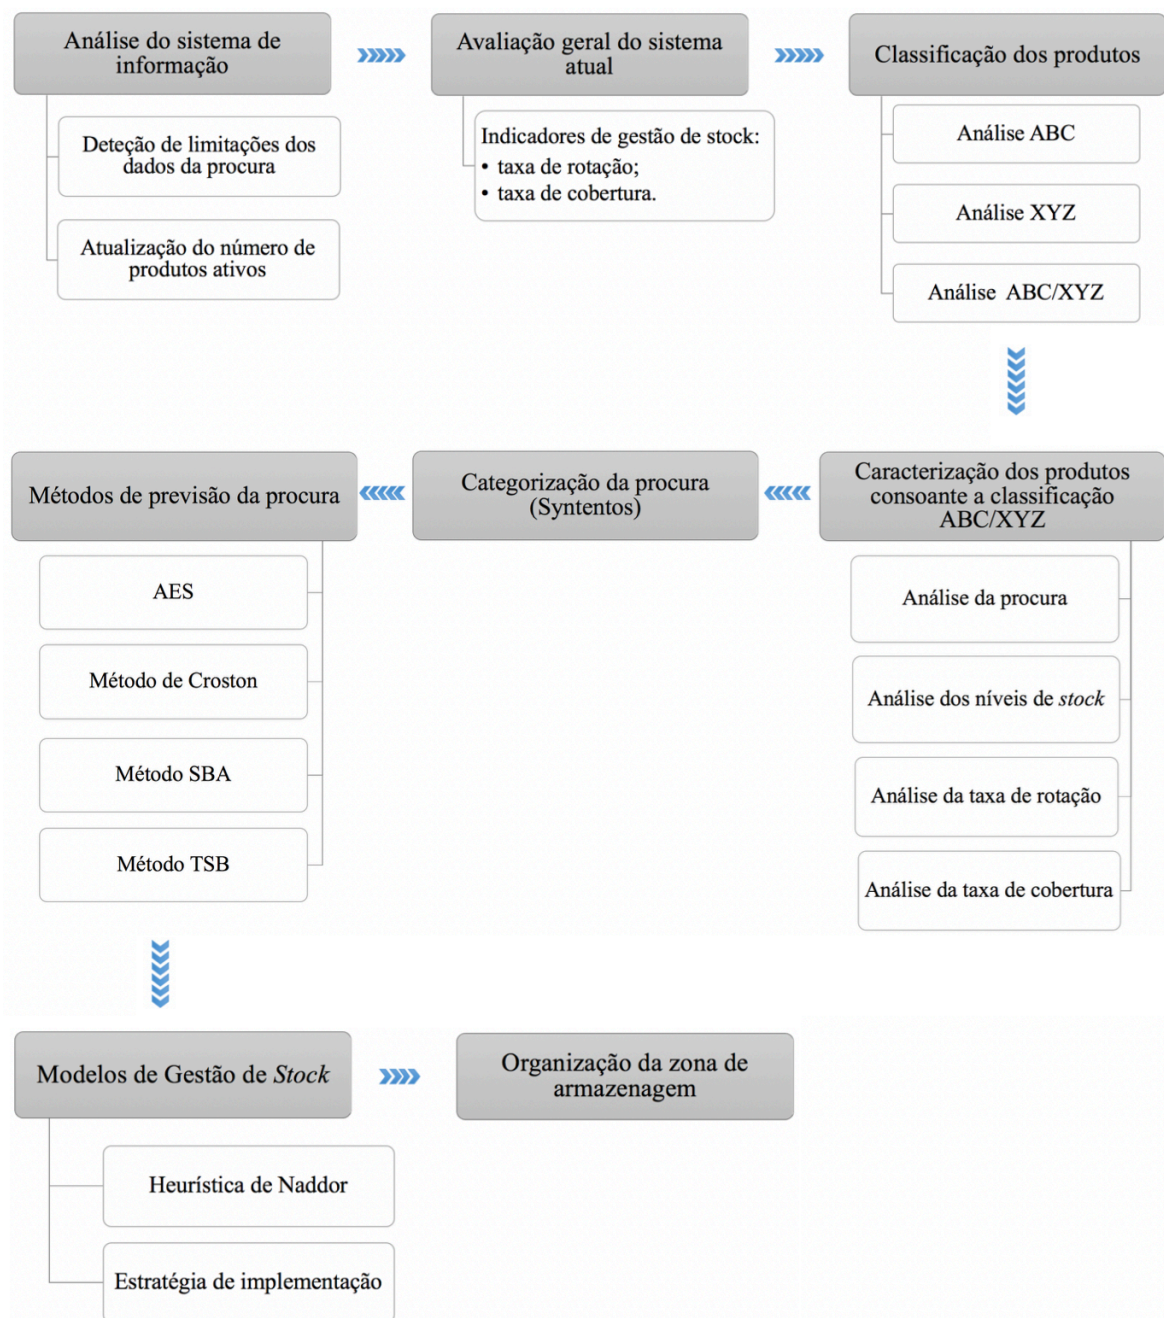 Análise do sistema de
informação
Avaliação geral do sistema
atual
Classificação dos produtos
Deteção de limitações dos
dados da procura
Atualização do número de
produtos ativos
Indicadores de gestão de stock:
• taxa de rotação;
• taxa de cobertura.
Análise ABC
Análise XYZ
Análise ABC/XYZ
Caracterização dos produtos
consoante a classificação
ABC/XYZ
Análise da procura
Análise dos níveis de stock
Análise da taxa de rotação
Análise da taxa de cobertura
Categorização da procura
(Syntentos)
Métodos de previsão da procura
AES
Método de Croston
Método SBA
Método TSB
Modelos de Gestão de Stock
Heurística de Naddor
Estratégia de implementação
Organização da zona de
armazenagem